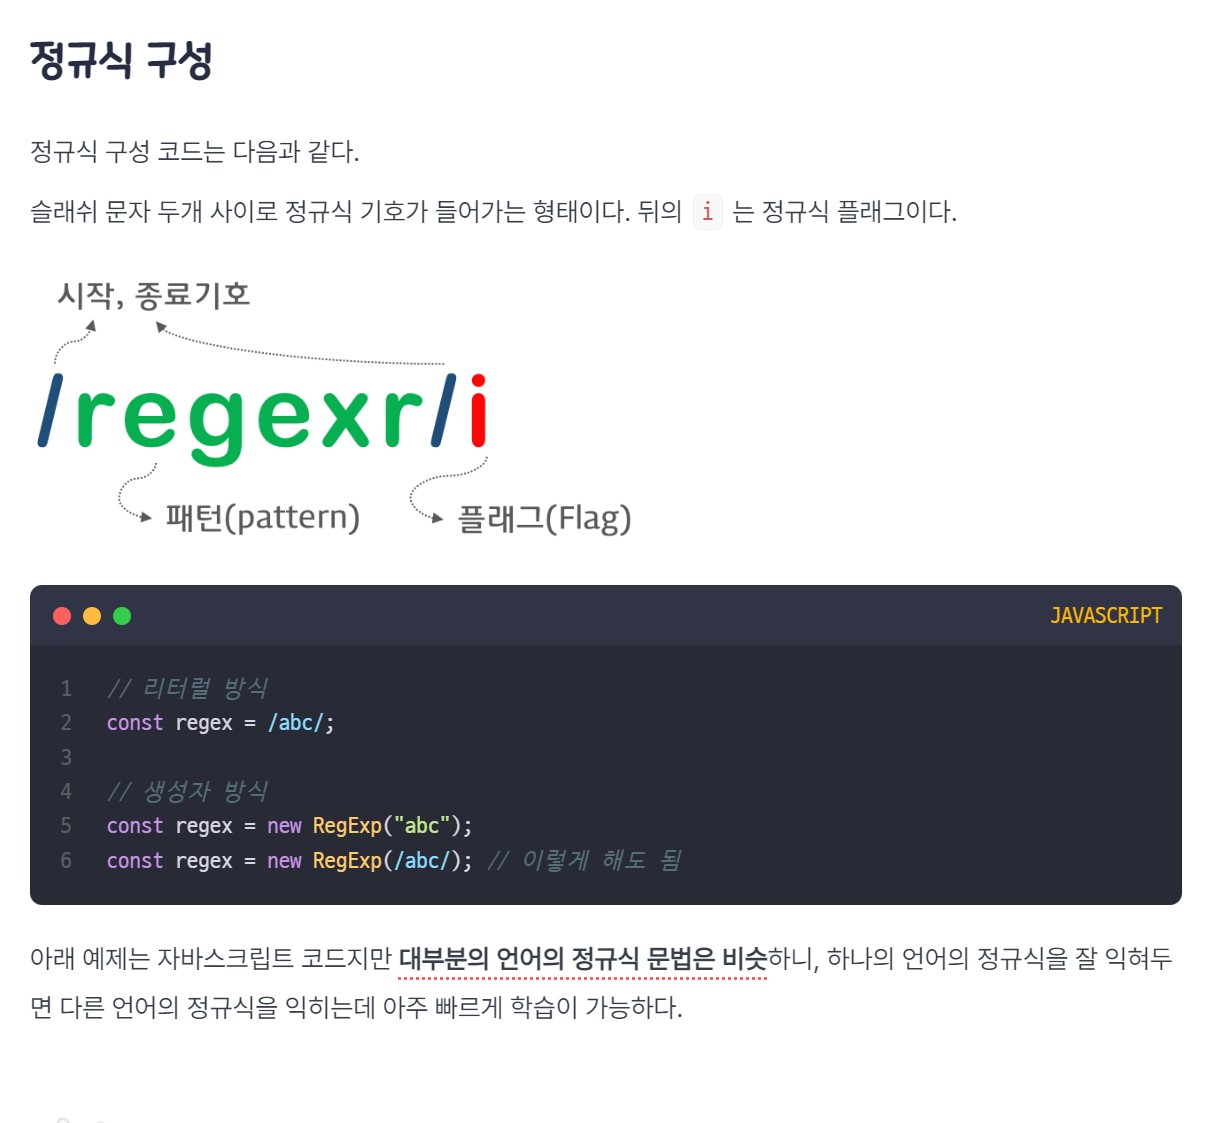 정규식 구성
정규식 구성 코드는 다음과 같다.
슬래쉬 문자 두개 사이로 정규식 기호가 들어가는 형태이다. 뒤의 i 는 정규식 플래그이다.
시작, 종료기호
/regexr/i
패턴(pattern)
플래그(Flag)
JAVASCRIPT
1 // 리터럴 방식
2 const regex = /abc/;
3
4 // 생성자 방식
5 const regex = new RegExp("abc");
6 const regex = new RegExp(/abc/); // 이렇게 해도 됨
아래 예제는 자바스크립트 코드지만 대부분의 언어의 정규식 문법은 비슷하니, 하나의 언어의 정규식을 잘 익혀두
면 다른 언어의 정규식을 익히는데 아주 빠르게 학습이 가능하다.